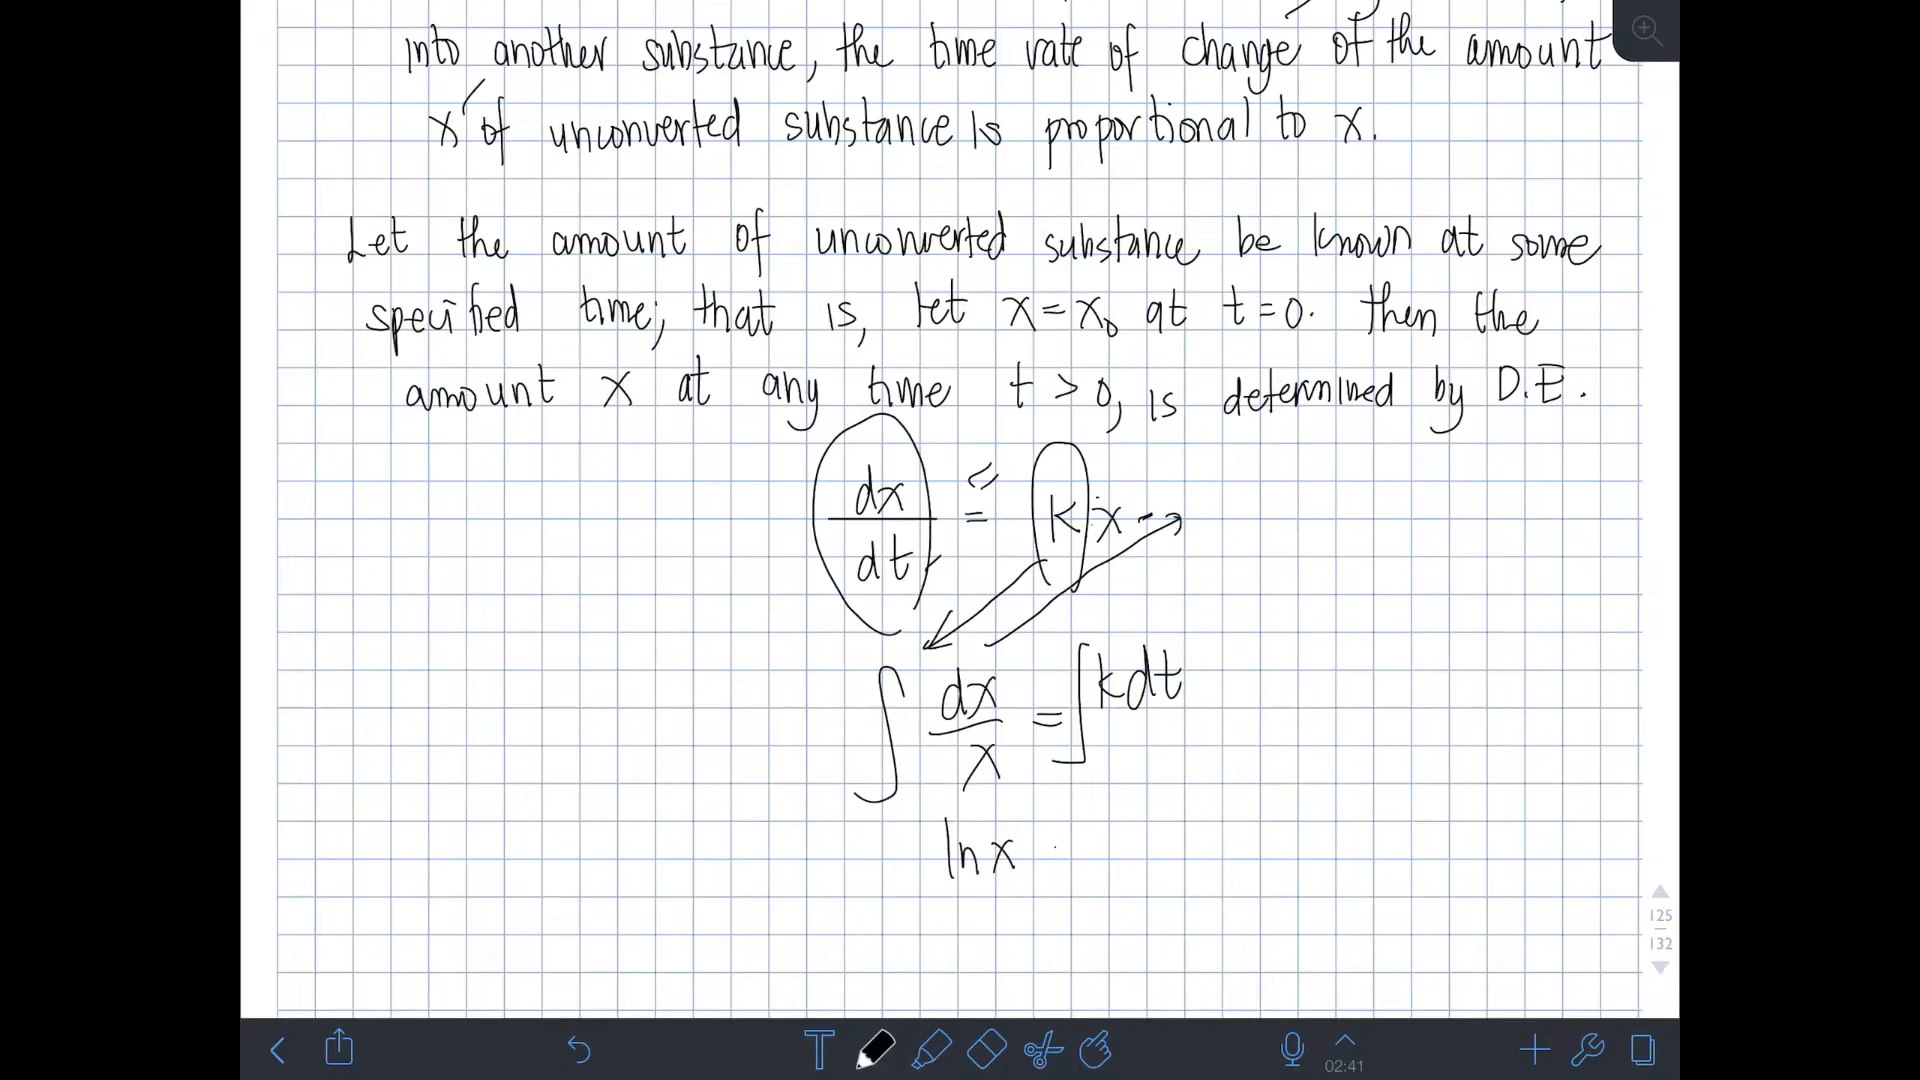 into another substance, the time rate of change of the amount
x of unconverted substance is proportional to x.
Let the amount of unconverted substance be known at some
specified time; that is, let x = x₀ at t = 0. Then the
amount x at any time t > 0, is determined by D.E.
dx/dt = kx
∫ dx/x = ∫ k dt
ln x
125
132
T
02:41